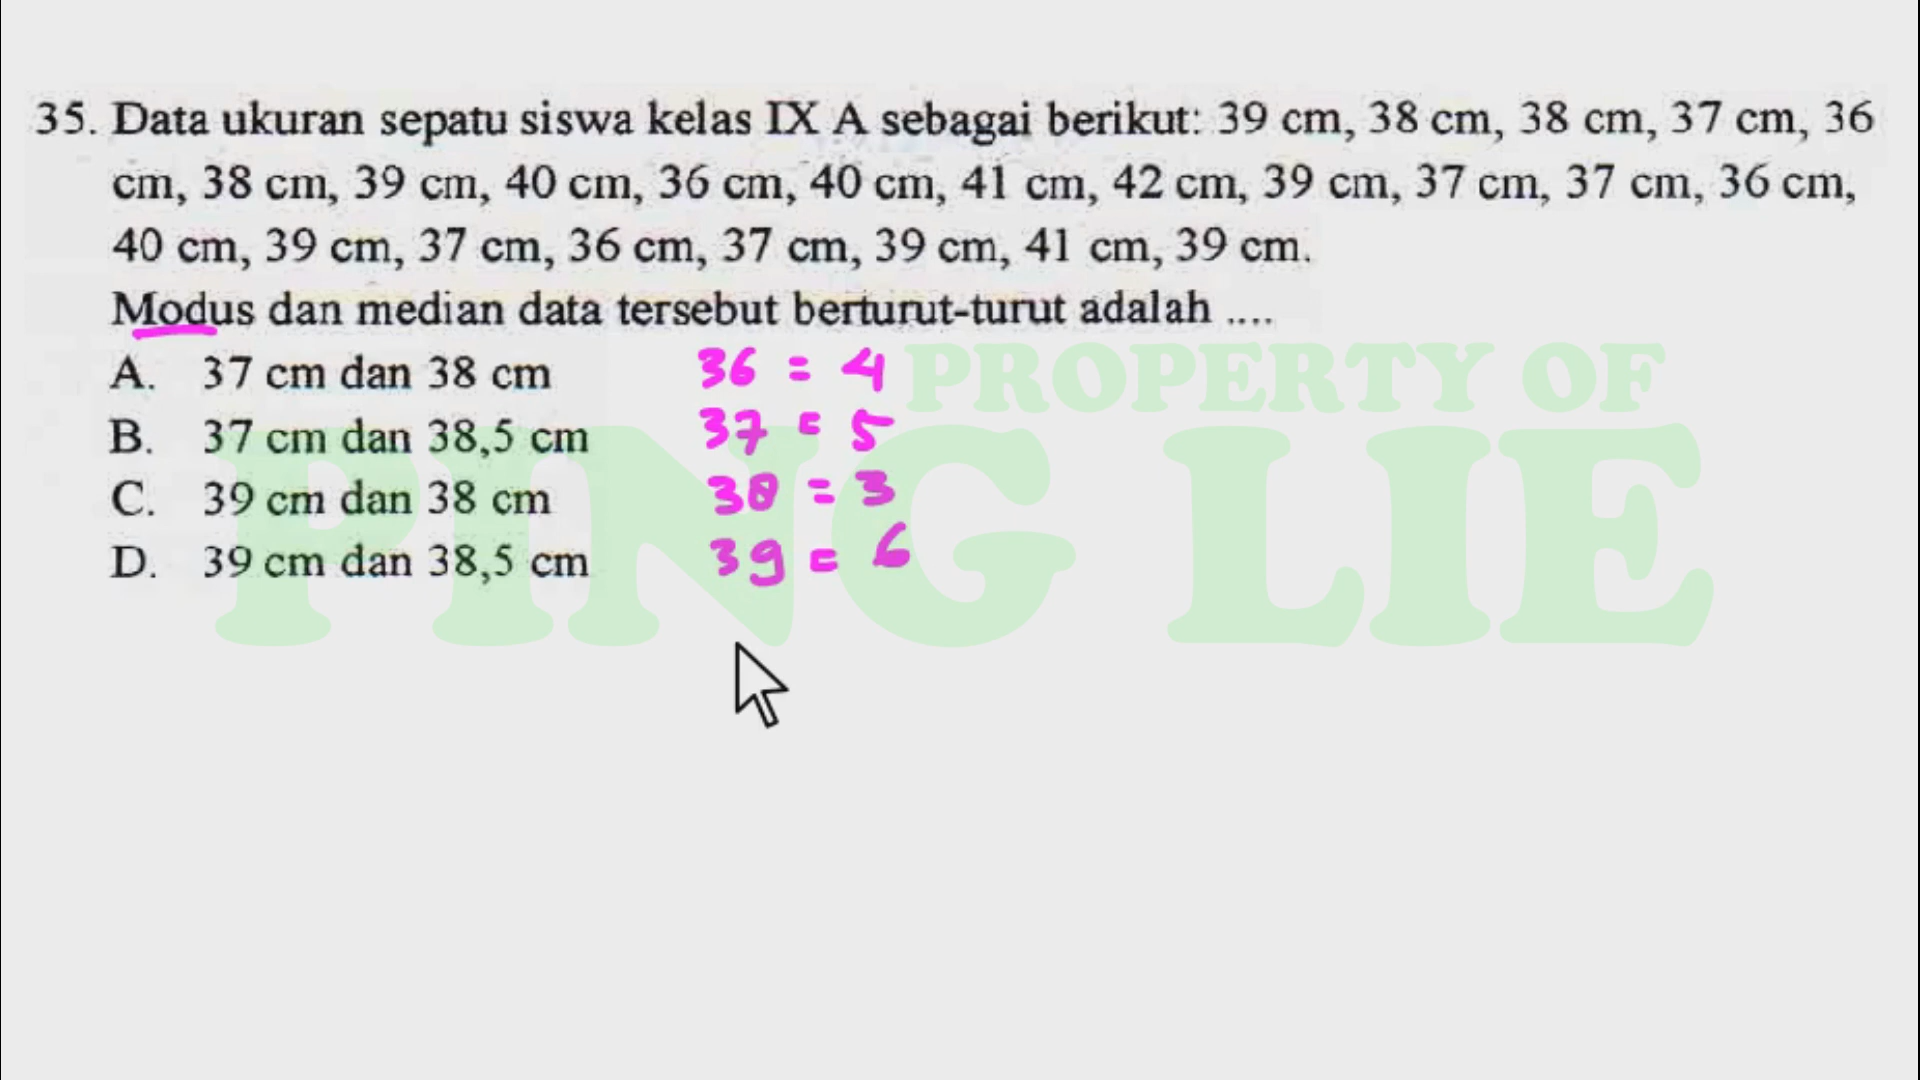 35. Data ukuran sepatu siswa kelas IX A sebagai berikut: 39 cm, 38 cm, 38 cm, 37 cm, 36
cm, 38 cm, 39 cm, 40 cm, 36 cm, 40 cm, 41 cm, 42 cm, 39 cm, 37 cm, 37 cm, 36 cm,
40 cm, 39 cm, 37 cm, 36 cm, 37 cm, 39 cm, 41 cm, 39 cm.
Modus dan median data tersebut berturut-turut adalah ....
A. 37 cm dan 38 cm
B. 37 cm dan 38,5 cm
C. 39 cm dan 38 cm
D. 39 cm dan 38,5 cm
36 = 4
37 = 5
38 = 3
39 = 6
PROPERTY OF
PING LIE